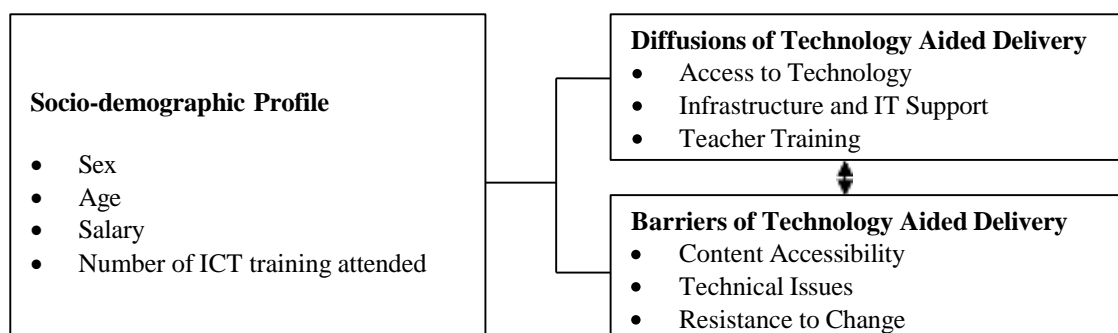 Socio-demographic Profile
• Sex
• Age
• Salary
• Number of ICT training attended
Diffusions of Technology Aided Delivery
• Access to Technology
• Infrastructure and IT Support
• Teacher Training
Barriers of Technology Aided Delivery
• Content Accessibility
• Technical Issues
• Resistance to Change